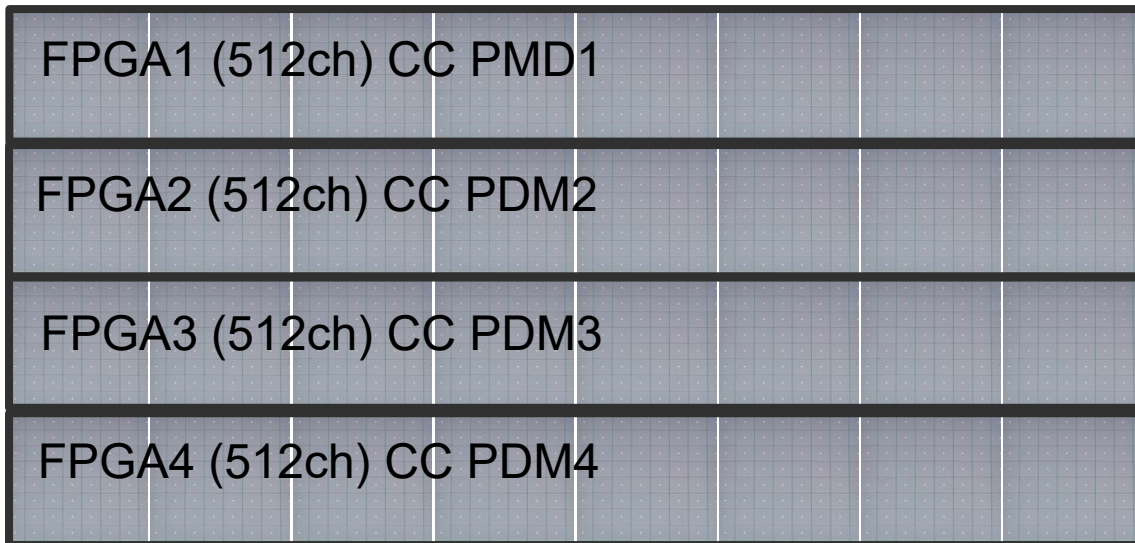 FPGA1 (512ch) CC PMD1
FPGA2 (512ch) CC PDM2
FPGA3 (512ch) CC PDM3
FPGA4 (512ch) CC PDM4